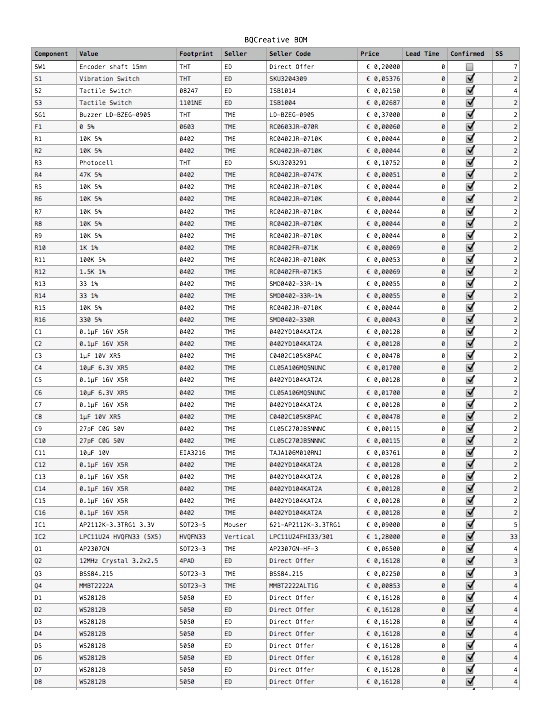 BQCreative BOM
Component Value Footprint Seller Seller Code Price Lead Time Confirmed SS
SW1 Encoder shaft 15mm THT ED Direct Offer € 0,20000 0 7
S1 Vibration Switch THT ED SKU3204309 € 0,05376 0 2
S2 Tactile Switch 08247 ED ISB1014 € 0,02150 0 4
S3 Tactile Switch 1101NE ED ISB1004 € 0,02687 0 2
SG1 Buzzer LD-BZEG-0905 THT TME LD-BZEG-0905 € 0,37000 0 2
F1 0 5% 0603 TME RC0603JR-070R € 0,00060 0 2
R1 10K 5% 0402 TME RC0402JR-0710K € 0,00044 0 2
R2 10K 5% 0402 TME RC0402JR-0710K € 0,00044 0 2
R3 Photocell THT ED SKU3203291 € 0,10752 0 2
R4 47K 5% 0402 TME RC0402JR-0747K € 0,00051 0 2
R5 10K 5% 0402 TME RC0402JR-0710K € 0,00044 0 2
R6 10K 5% 0402 TME RC0402JR-0710K € 0,00044 0 2
R7 10K 5% 0402 TME RC0402JR-0710K € 0,00044 0 2
R8 10K 5% 0402 TME RC0402JR-0710K € 0,00044 0 2
R9 10K 5% 0402 TME RC0402JR-0710K € 0,00044 0 2
R10 1K 1% 0402 TME RC0402FR-071K € 0,00069 0 2
R11 100K 5% 0402 TME RC0402JR-07100K € 0,00053 0 2
R12 1.5K 1% 0402 TME RC0402FR-071K5 € 0,00069 0 2
R13 33 1% 0402 TME SMD0402-33R-1% € 0,00055 0 2
R14 33 1% 0402 TME SMD0402-33R-1% € 0,00055 0 2
R15 10K 5% 0402 TME RC0402JR-0710K € 0,00044 0 2
R16 330 5% 0402 TME SMD0402-330R € 0,00043 0 2
C1 0.1µF 16V X5R 0402 TME 0402YD104KAT2A € 0,00128 0 2
C2 0.1µF 16V X5R 0402 TME 0402YD104KAT2A € 0,00128 0 2
C3 1µF 10V XR5 0402 TME C0402C105K8PAC € 0,00478 0 2
C4 10µF 6.3V XR5 0402 TME CL05A106MQ5NUNC € 0,01700 0 2
C5 0.1µF 16V X5R 0402 TME 0402YD104KAT2A € 0,00128 0 2
C6 10µF 6.3V XR5 0402 TME CL05A106MQ5NUNC € 0,01700 0 2
C7 0.1µF 16V X5R 0402 TME 0402YD104KAT2A € 0,00128 0 2
C8 1µF 10V XR5 0402 TME C0402C105K8PAC € 0,00478 0 2
C9 27pF C0G 50V 0402 TME CL05C270JB5NNNC € 0,00115 0 2
C10 27pF C0G 50V 0402 TME CL05C270JB5NNNC € 0,00115 0 2
C11 10µF 10V EIA3216 TME TAJA106M010RNJ € 0,03761 0 2
C12 0.1µF 16V X5R 0402 TME 0402YD104KAT2A € 0,00128 0 2
C13 0.1µF 16V X5R 0402 TME 0402YD104KAT2A € 0,00128 0 2
C14 0.1µF 16V X5R 0402 TME 0402YD104KAT2A € 0,00128 0 2
C15 0.1µF 16V X5R 0402 TME 0402YD104KAT2A € 0,00128 0 2
C16 0.1µF 16V X5R 0402 TME 0402YD104KAT2A € 0,00128 0 2
IC1 AP2112K-3.3TRG1 3.3V SOT23-5 Mouser 621-AP2112K-3.3TRG1 € 0,09000 0 5
IC2 LPC11U24 HVQFN33 (5X5) HVQFN33 Vertical LPC11U24FHI33/301 € 1,28000 0 33
Q1 AP2307GN SOT23-3 TME AP2307GN-HF-3 € 0,06500 0 4
Q2 12MHz Crystal 3.2x2.5 4PAD ED Direct Offer € 0,16128 0 3
Q3 BSS84.215 SOT23-3 TME BSS84.215 € 0,02250 0 3
Q4 MMBT2222A SOT23-3 TME MMBT2222ALT1G € 0,00853 0 2
D1 WS2812B 5050 ED Direct Offer € 0,16128 0 4
D2 WS2812B 5050 ED Direct Offer € 0,16128 0 4
D3 WS2812B 5050 ED Direct Offer € 0,16128 0 4
D4 WS2812B 5050 ED Direct Offer € 0,16128 0 4
D5 WS2812B 5050 ED Direct Offer € 0,16128 0 4
D6 WS2812B 5050 ED Direct Offer € 0,16128 0 4
D7 WS2812B 5050 ED Direct Offer € 0,16128 0 4
D8 WS2812B 5050 ED Direct Offer € 0,16128 0 4